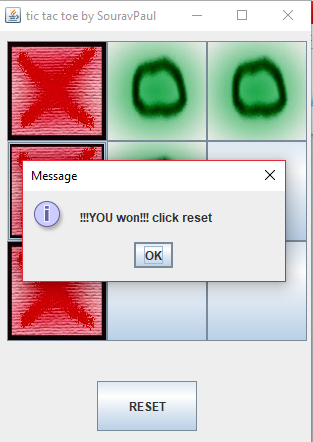 tic tac toe by SouravPaul
Message
!!!YOU won!!! click reset
OK
RESET